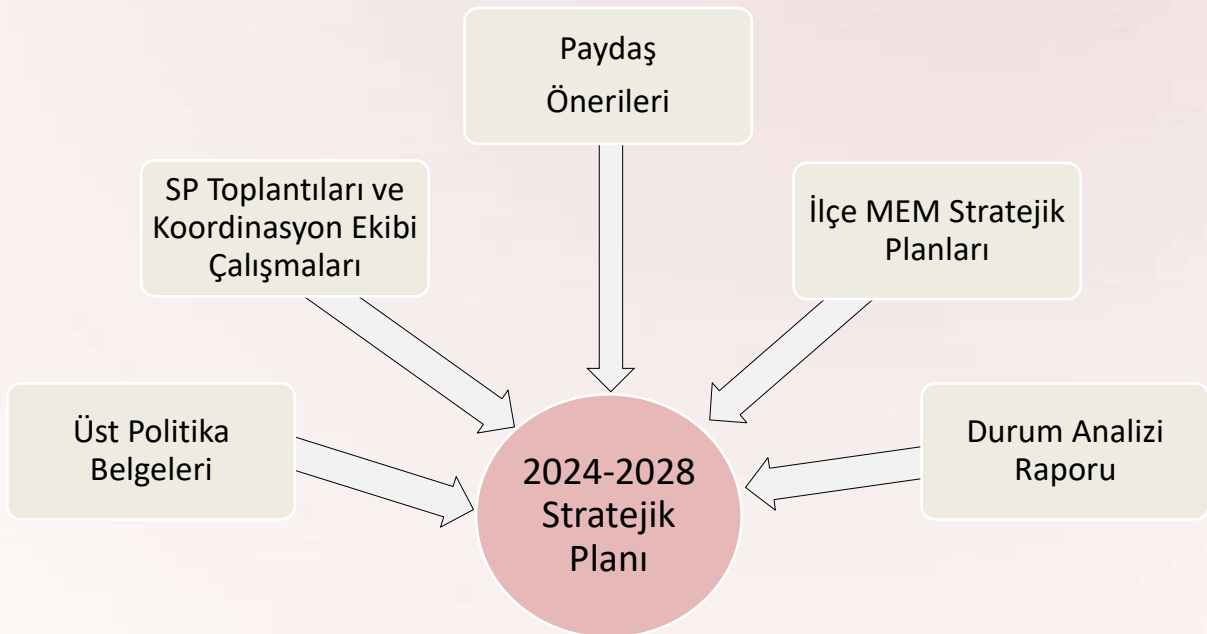 Paydaş
Önerileri
SP Toplantıları ve
Koordinasyon Ekibi
Çalışmaları
İlçe MEM Stratejik
Planları
Üst Politika
Belgeleri
Durum Analizi
Raporu
2024-2028
Stratejik
Planı